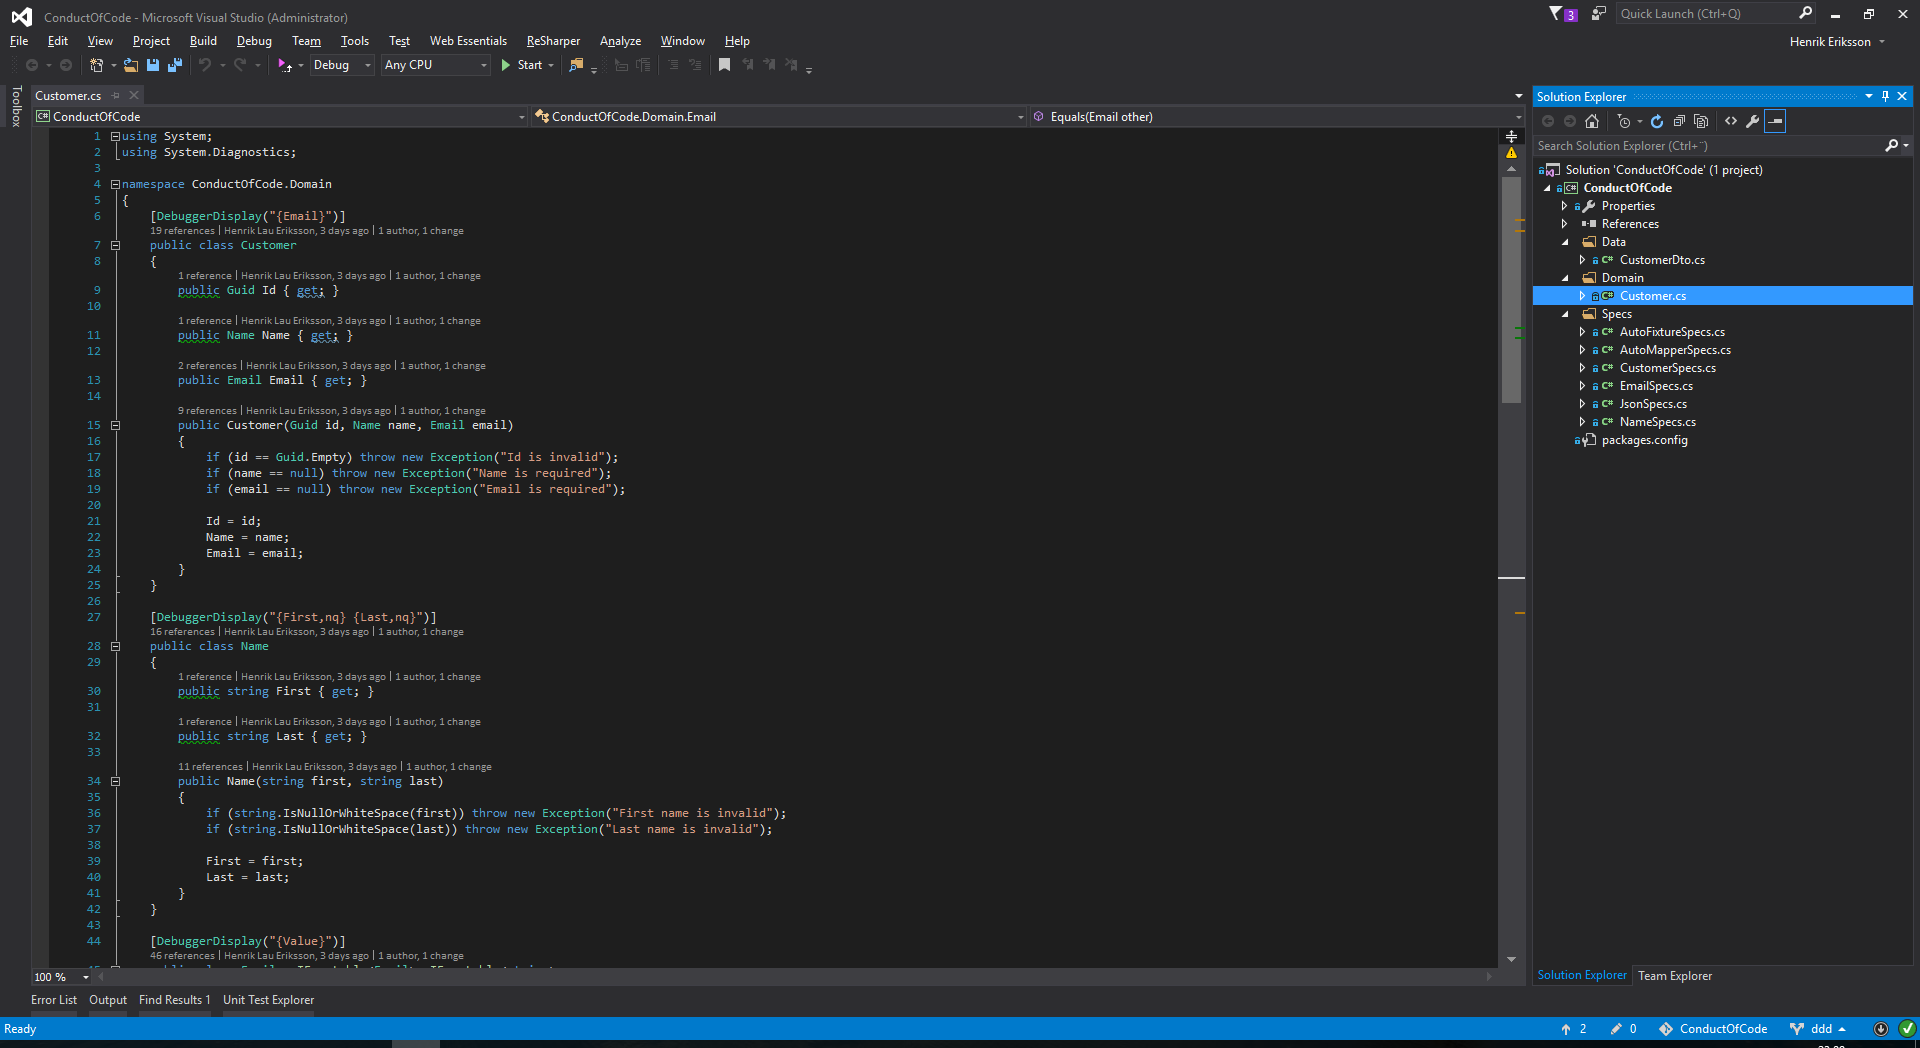 ConductOfCode - Microsoft Visual Studio (Administrator)
3
Quick Launch (Ctrl+Q)
File Edit View Project Build Debug Team Tools Test Web Essentials ReSharper Analyze Window Help
Henrik Eriksson
Debug Any CPU Start
Toolbox
Customer.cs
ConductOfCode ConductOfCode.Domain.Email Equals(Email other)
1 using System;
2 using System.Diagnostics;
3
4 namespace ConductOfCode.Domain
5 {
6 [DebuggerDisplay("{Email}")]
19 references | Henrik Lau Eriksson, 3 days ago | 1 author, 1 change
7 public class Customer
8 {
1 reference | Henrik Lau Eriksson, 3 days ago | 1 author, 1 change
9 public Guid Id { get; }
10
1 reference | Henrik Lau Eriksson, 3 days ago | 1 author, 1 change
11 public Name Name { get; }
12
2 references | Henrik Lau Eriksson, 3 days ago | 1 author, 1 change
13 public Email Email { get; }
14
9 references | Henrik Lau Eriksson, 3 days ago | 1 author, 1 change
15 public Customer(Guid id, Name name, Email email)
16 {
17 if (id == Guid.Empty) throw new Exception("Id is invalid");
18 if (name == null) throw new Exception("Name is required");
19 if (email == null) throw new Exception("Email is required");
20
21 Id = id;
22 Name = name;
23 Email = email;
24 }
25 }
26
27 [DebuggerDisplay("{First,nq} {Last,nq}")]
16 references | Henrik Lau Eriksson, 3 days ago | 1 author, 1 change
28 public class Name
29 {
1 reference | Henrik Lau Eriksson, 3 days ago | 1 author, 1 change
30 public string First { get; }
31
1 reference | Henrik Lau Eriksson, 3 days ago | 1 author, 1 change
32 public string Last { get; }
33
11 references | Henrik Lau Eriksson, 3 days ago | 1 author, 1 change
34 public Name(string first, string last)
35 {
36 if (string.IsNullOrWhiteSpace(first)) throw new Exception("First name is invalid");
37 if (string.IsNullOrWhiteSpace(last)) throw new Exception("Last name is invalid");
38
39 First = first;
40 Last = last;
41 }
42 }
43
44 [DebuggerDisplay("{Value}")]
46 references | Henrik Lau Eriksson, 3 days ago | 1 author, 1 change
100 %
Solution Explorer
Search Solution Explorer (Ctrl+¨)
Solution 'ConductOfCode' (1 project)
C# ConductOfCode
Properties
References
Data
C# CustomerDto.cs
Domain
C# Customer.cs
Specs
C# AutoFixtureSpecs.cs
C# AutoMapperSpecs.cs
C# CustomerSpecs.cs
C# EmailSpecs.cs
C# JsonSpecs.cs
C# NameSpecs.cs
packages.config
Solution Explorer Team Explorer
Error List Output Find Results 1 Unit Test Explorer
Ready 2 0 ConductOfCode ddd